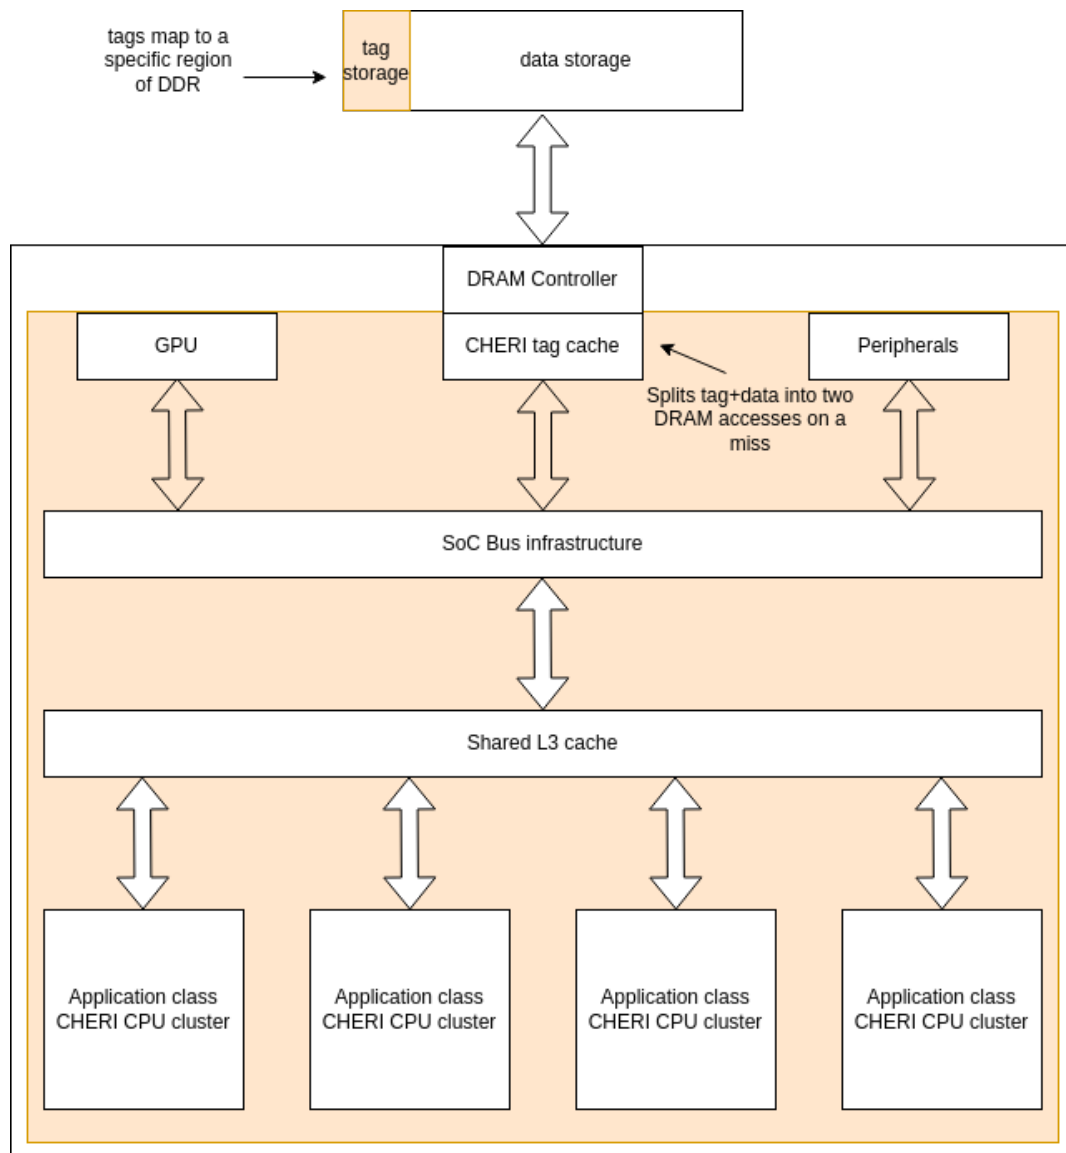 tags map to a
specific region
of DDR
tag
storage
data storage
DRAM Controller
GPU
CHERI tag cache
Peripherals
Splits tag+data into two
DRAM accesses on a
miss
SoC Bus infrastructure
Shared L3 cache
Application class
CHERI CPU cluster
Application class
CHERI CPU cluster
Application class
CHERI CPU cluster
Application class
CHERI CPU cluster